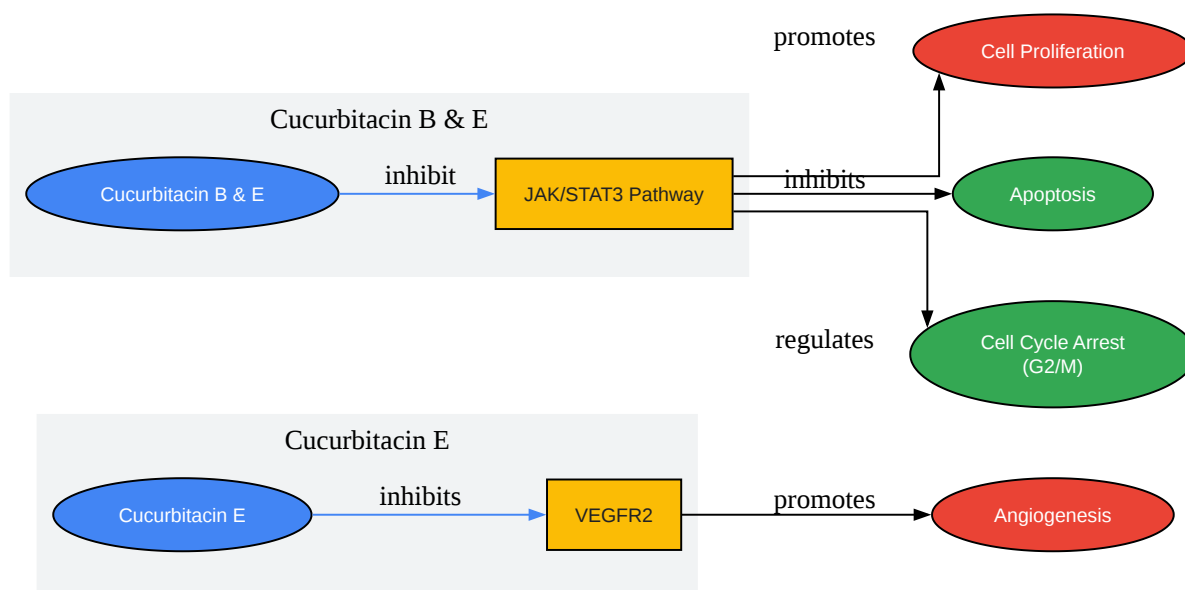 promotes
Cell Proliferation
Cucurbitacin B & E
Cucurbitacin B & E
inhibit
JAK/STAT3 Pathway
inhibits
Apoptosis
regulates
Cell Cycle Arrest
(G2/M)
Cucurbitacin E
Cucurbitacin E
inhibits
VEGFR2
promotes
Angiogenesis